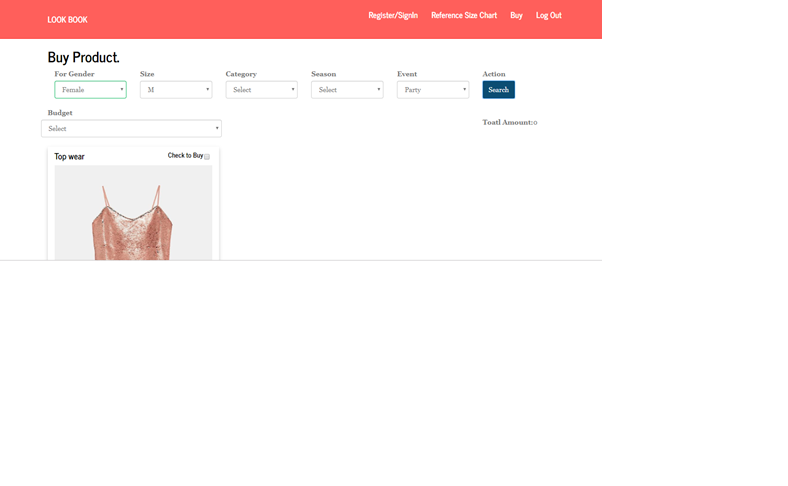 LOOK BOOK
Register/SignIn Reference Size Chart Buy Log Out
Buy Product.
For Gender Size Category Season Event Action
Female M Select Select Party Search
Budget
Select
Toatl Amount:0
Top wear Check to Buy